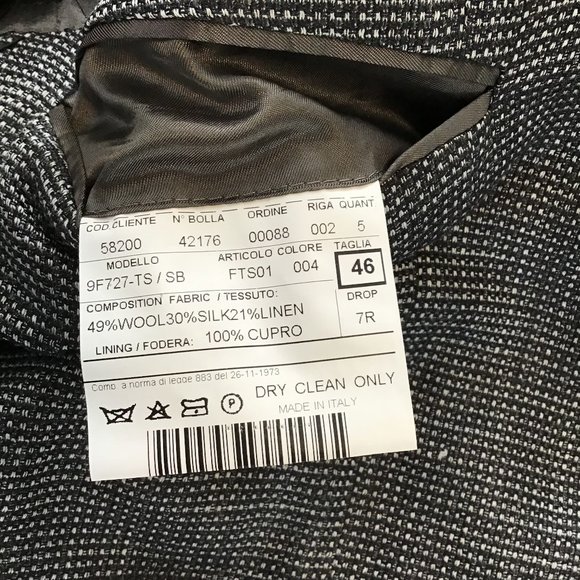 COD.CLIENTE N° BOLLA ORDINE RIGA QUANT
58200 42176 00088 002 5
MODELLO ARTICOLO COLORE TAGLIA
9F727-TS / SB FTS01 004 46
COMPOSITION FABRIC / TESSUTO: DROP
49%WOOL30%SILK21%LINEN 7R
LINING / FODERA: 100% CUPRO
Comp. a norma di legge 883 del 26-11-1973
P DRY CLEAN ONLY
MADE IN ITALY